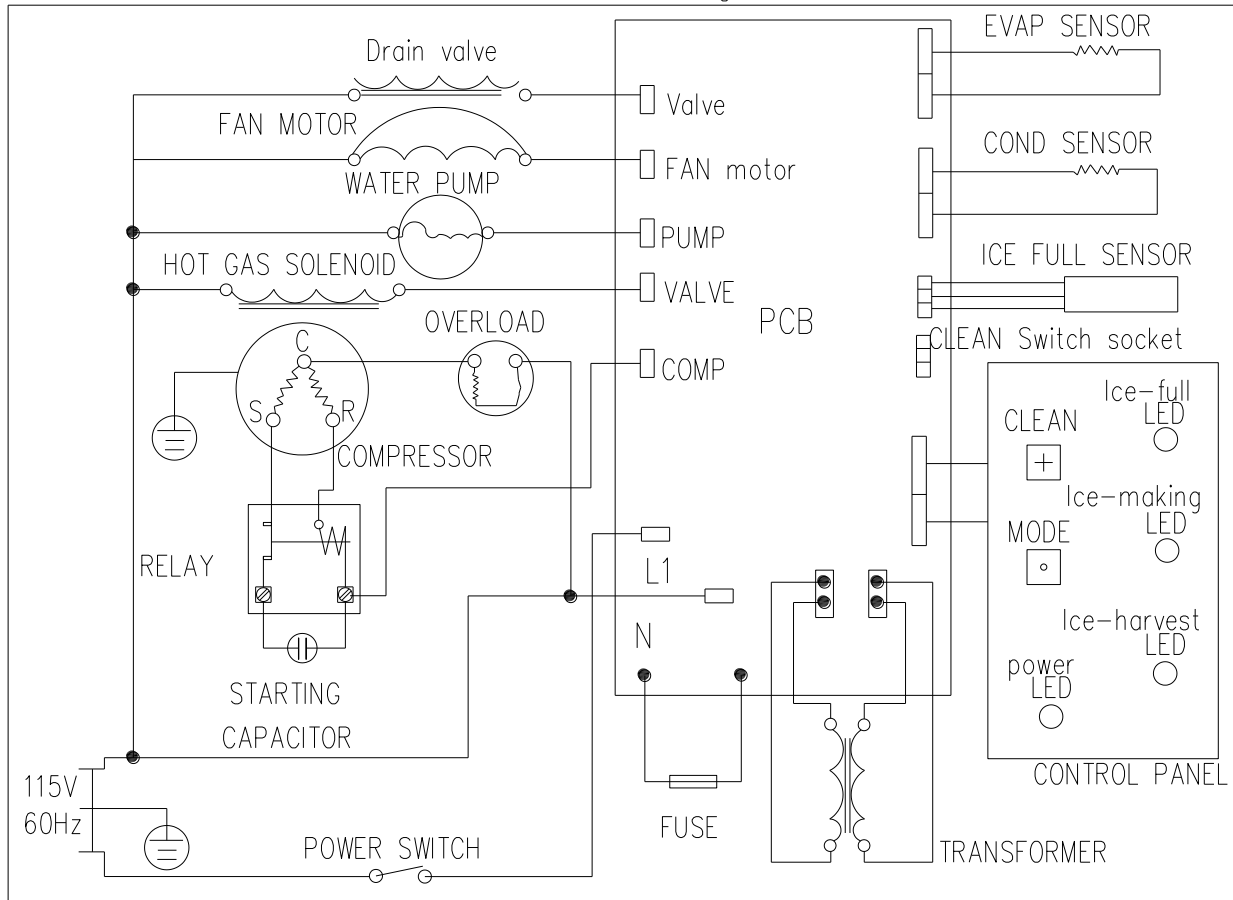 EVAP SENSOR
Drain valve
Valve
FAN MOTOR
COND SENSOR
FAN motor
WATER PUMP
PUMP
HOT GAS SOLENOID
ICE FULL SENSOR
VALVE
OVERLOAD
PCB
CLEAN Switch socket
C
COMP
S
R
Ice-full
LED
CLEAN
COMPRESSOR
Ice-making
LED
MODE
RELAY
L1
N
Ice-harvest
LED
power
LED
STARTING
CAPACITOR
CONTROL PANEL
115V
60Hz
FUSE
POWER SWITCH
TRANSFORMER